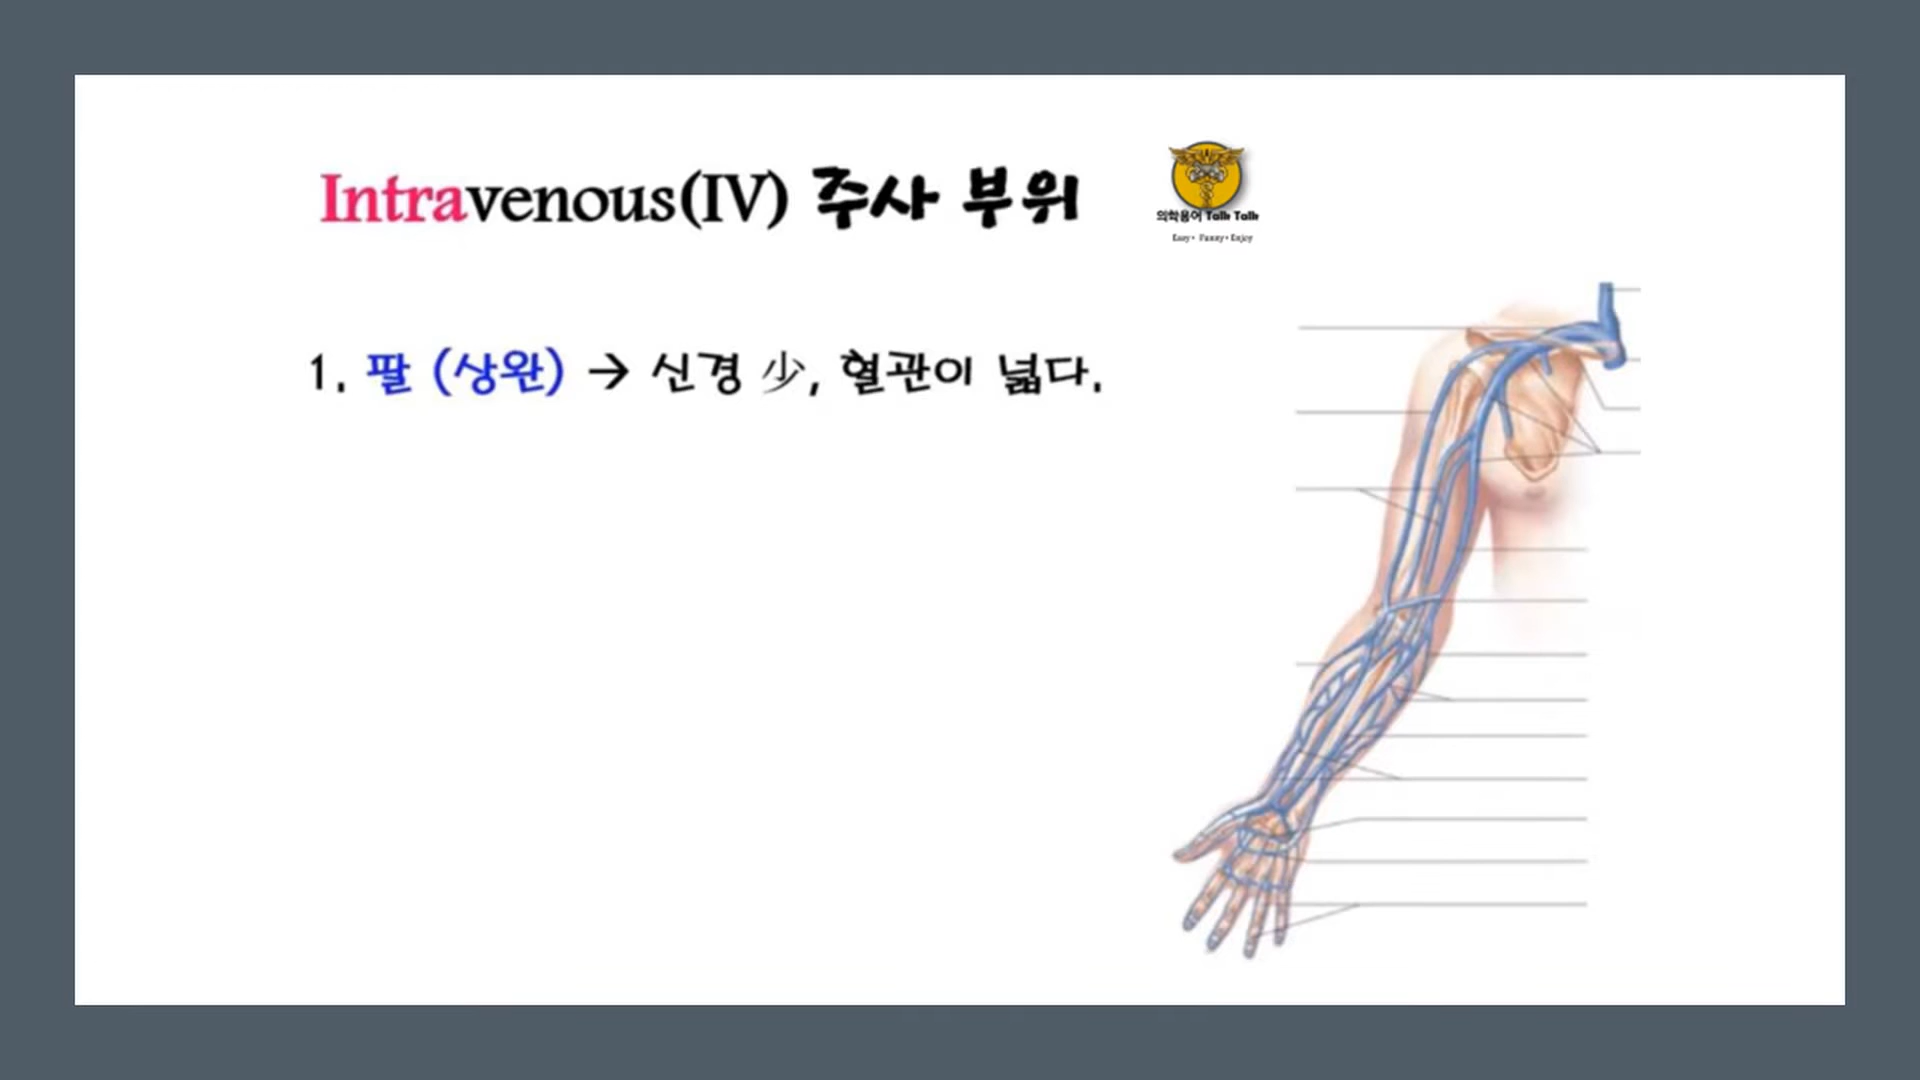 Intravenous(IV) 주사 부위
의학용어 Talk Talk
Easy• Funny•Enjoy
1. 팔 (상완) → 신경 少, 혈관이 넓다.